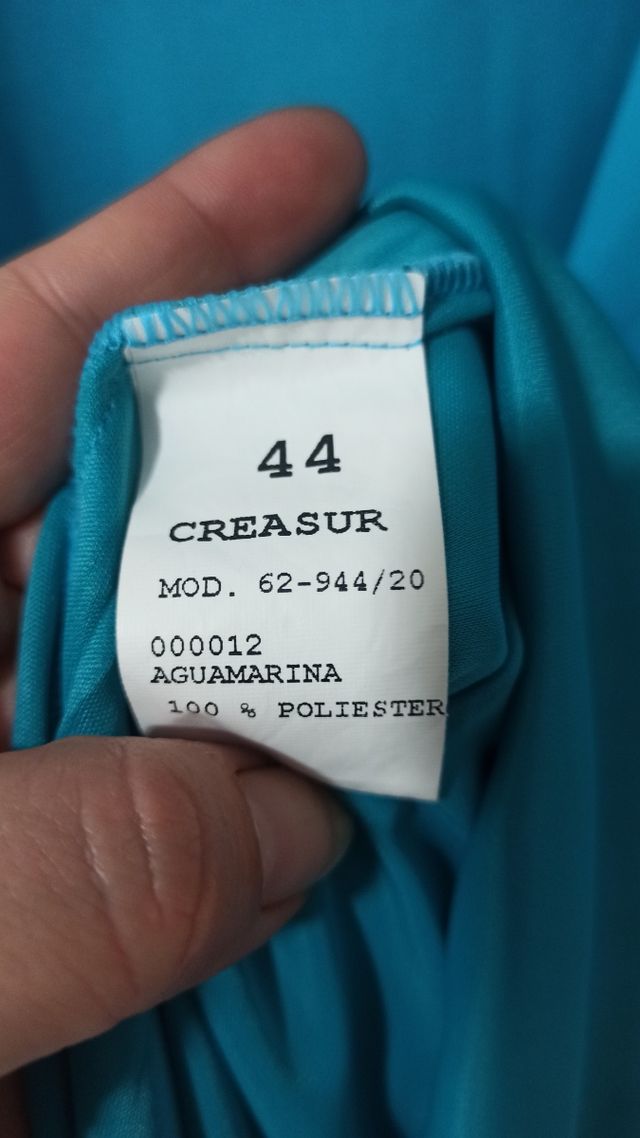 44
CREASUR
MOD. 62-944/20
000012
AGUAMARINA
100 % POLIESTER